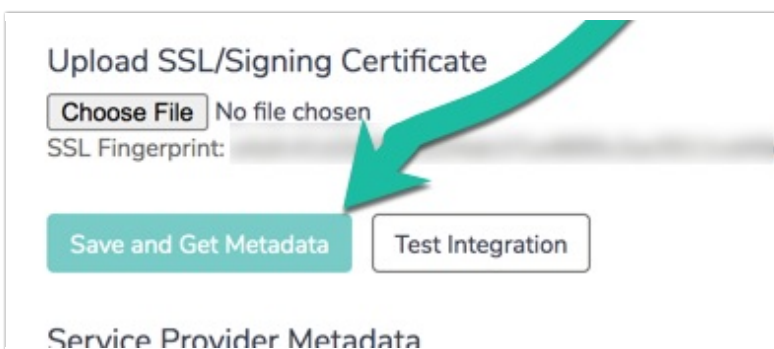 Upload SSL/Signing Certificate
Choose File No file chosen
SSL Fingerprint:
Save and Get Metadata Test Integration
Service Provider Metadata